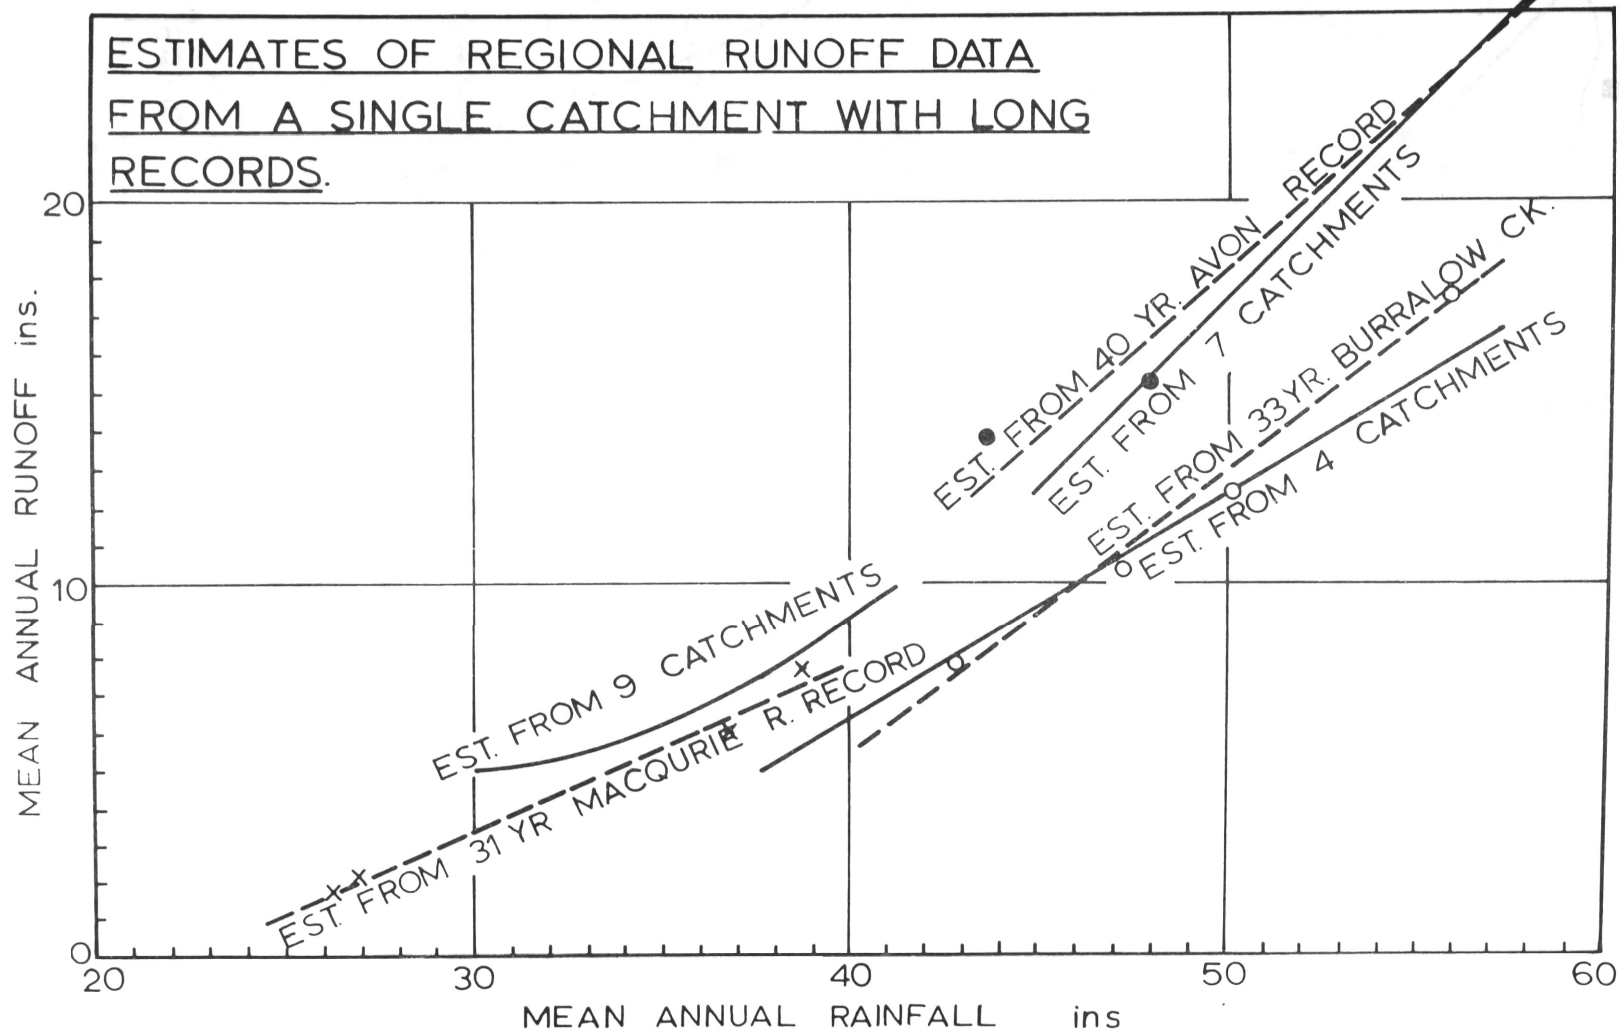 ESTIMATES OF REGIONAL RUNOFF DATA
FROM A SINGLE CATCHMENT WITH LONG
RECORDS.
MEAN ANNUAL RUNOFF ins.
20
10
0
EST. FROM 40 YR. AVON RECORD
EST. FROM 7 CATCHMENTS
EST. FROM 33 YR. BURRALOW CK.
EST. FROM 4 CATCHMENTS
EST. FROM 9 CATCHMENTS
EST. FROM 31 YR MACQURIE R. RECORD
20 30 40 50 60
MEAN ANNUAL RAINFALL ins